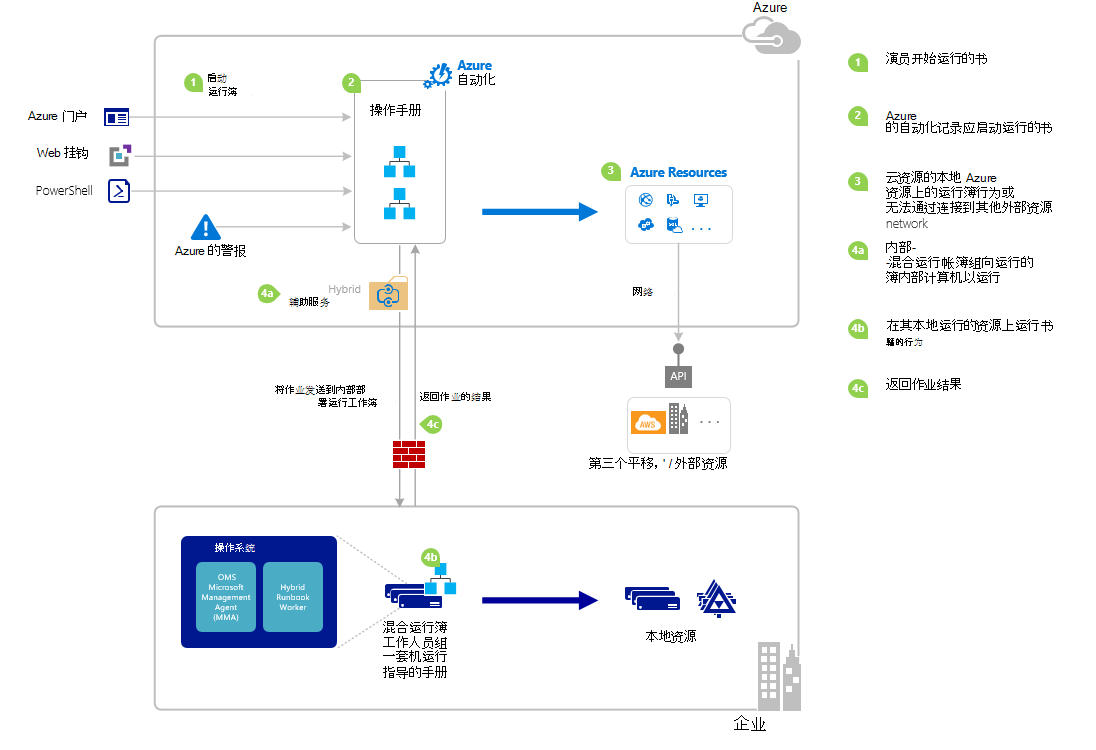 Azure
1
启动
运行簿
2
Azure
自动化
操作手册
Azure 门户
Web 挂钩
PowerShell
Azure 的警报
3
Azure Resources
. . .
4a
Hybrid
辅助服务
网络
API
AWS
. . .
第三个平移，' / 外部资源
将作业发送到内部部
署运行工作簿
返回作业的结果
4c
操作系统
OMS
Microsoft
Management
Agent
(MMA)
Hybrid
Runbook
Worker
4b
混合运行簿
工作人员组
一套机运行
指导的手册
本地资源
企业
1
演员开始运行的书
2
Azure
的自动化记录应启动运行的书
3
云资源的本地 Azure
资源上的运行簿行为或
无法通过连接到其他外部资源
network
4a
内部-
-混合运行帐簿组向运行的
簿内部计算机以运行
4b
在其本地运行的资源上运行书
的行为
4c
返回作业结果